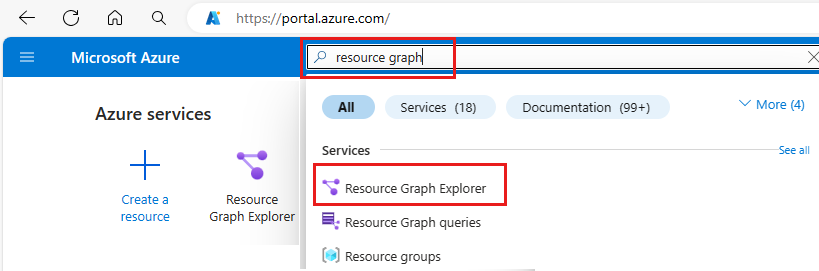 https://portal.azure.com/
Microsoft Azure
resource graph
All
Services (18)
Documentation (99+)
More (4)
Azure services
Services
See all
Create a
resource
Resource
Graph Explorer
Resource Graph Explorer
Resource Graph queries
Resource groups